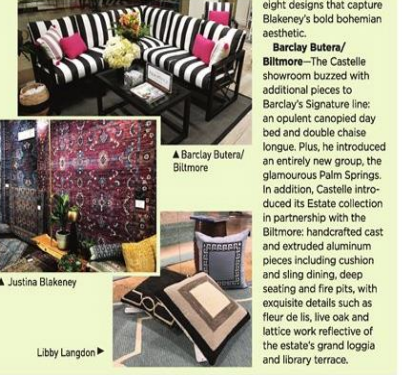 eight designs that capture
Blakeney's bold bohemian
aesthetic.
Barclay Butera/
Biltmore—The Castelle
showroom buzzed with
additional pieces to
Barclay's Signature line:
an opulent canopied day
bed and double chaise
longue. Plus, he introduced
an entirely new group, the
glamourous Palm Springs.
In addition, Castelle intro-
duced its Estate collection
in partnership with the
Biltmore: handcrafted cast
and extruded aluminum
pieces including cushion
and sling dining, deep
seating and fire pits, with
exquisite details such as
fleur de lis, live oak and
lattice work reflective of
the estate's grand loggia
and library terrace.
▲ Barclay Butera/
Biltmore
▲ Justina Blakeney
Libby Langdon ►